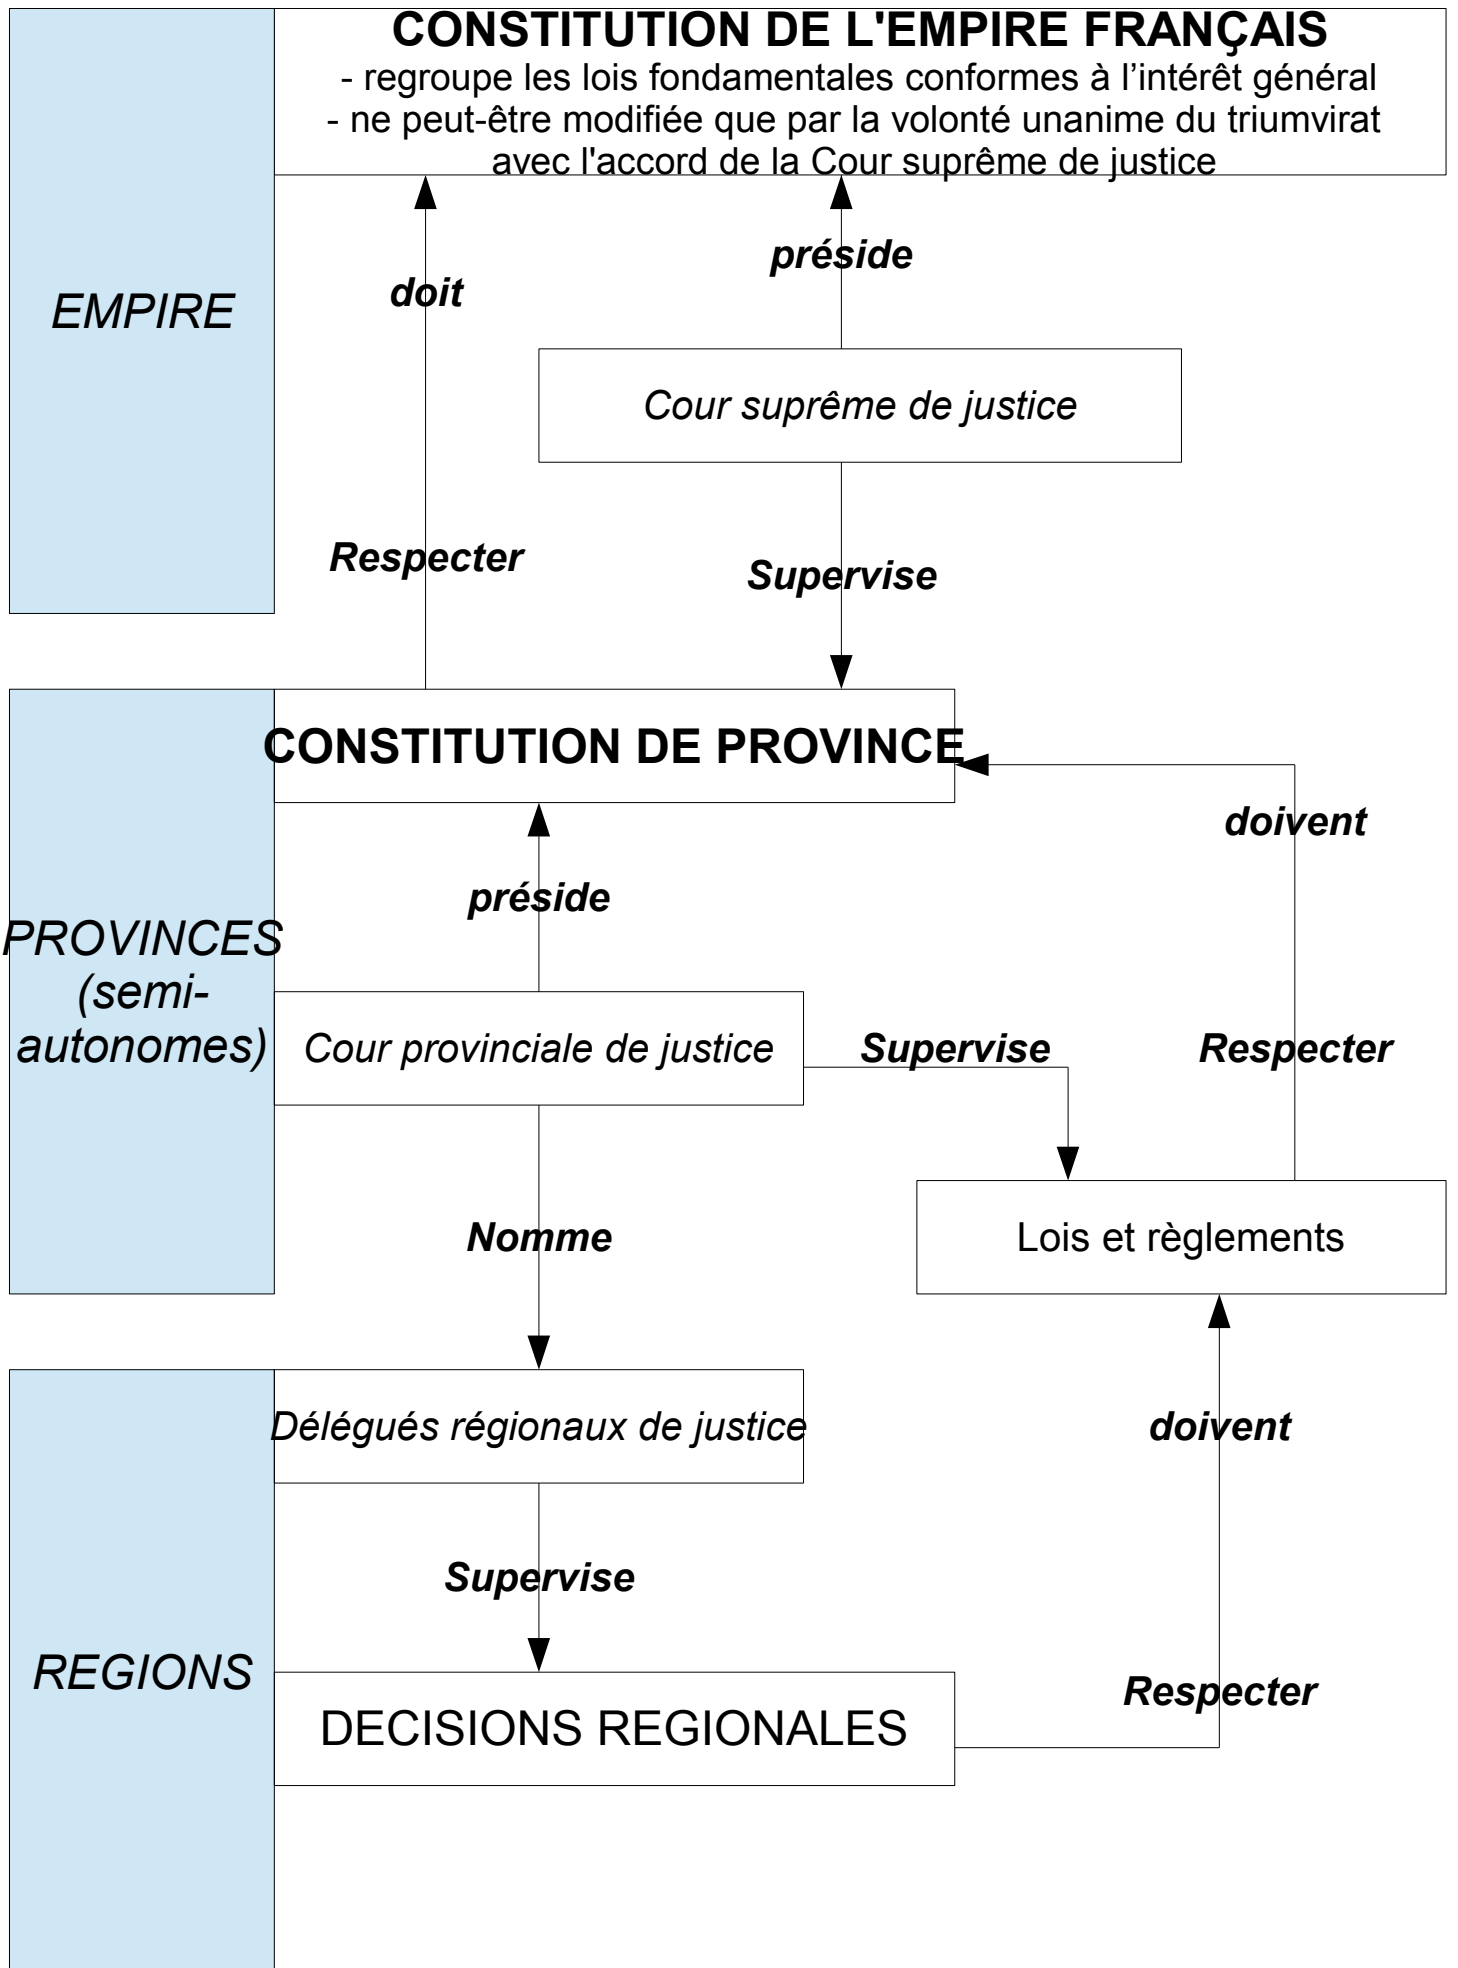 CONSTITUTION DE L'EMPIRE FRANÇAIS
- regroupe les lois fondamentales conformes à l’intérêt général
- ne peut-être modifiée que par la volonté unanime du triumvirat
avec l'accord de la Cour suprême de justice
préside
doit
EMPIRE
Cour suprême de justice
Respecter
Supervise
CONSTITUTION DE PROVINCE
doivent
préside
PROVINCES
(semi-
autonomes)
Cour provinciale de justice
Supervise
Respecter
Nomme
Lois et règlements
Délégués régionaux de justice
doivent
Supervise
REGIONS
Respecter
DECISIONS REGIONALES